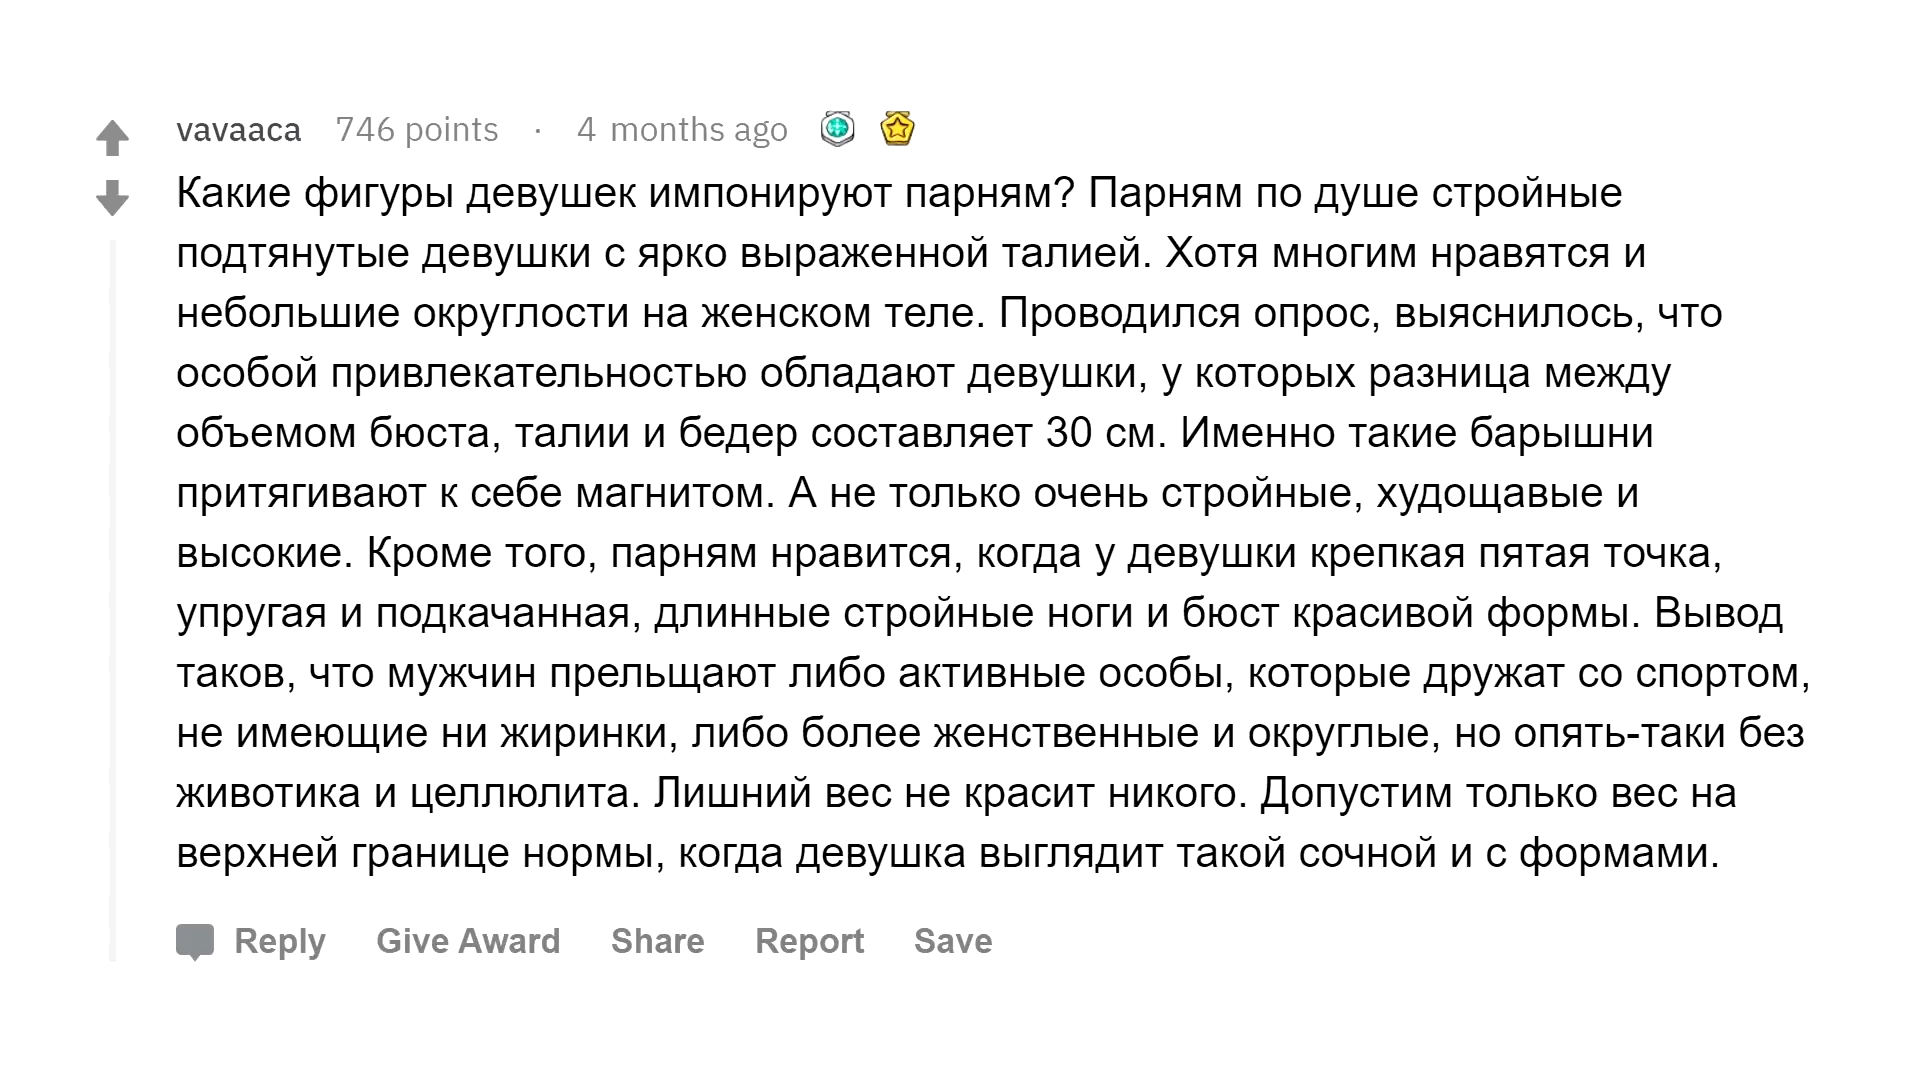 vavaaca 746 points · 4 months ago
Какие фигуры девушек импонируют парням? Парням по душе стройные
подтянутые девушки с ярко выраженной талией. Хотя многим нравятся и
небольшие округлости на женском теле. Проводился опрос, выяснилось, что
особой привлекательностью обладают девушки, у которых разница между
объемом бюста, талии и бедер составляет 30 см. Именно такие барышни
притягивают к себе магнитом. А не только очень стройные, худощавые и
высокие. Кроме того, парням нравится, когда у девушки крепкая пятая точка,
упругая и подкачанная, длинные стройные ноги и бюст красивой формы. Вывод
таков, что мужчин прельщают либо активные особы, которые дружат со спортом,
не имеющие ни жиринки, либо более женственные и округлые, но опять-таки без
животика и целлюлита. Лишний вес не красит никого. Допустим только вес на
верхней границе нормы, когда девушка выглядит такой сочной и с формами.
Reply Give Award Share Report Save